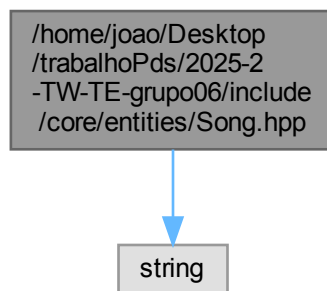 /home/joao/Desktop
/trabalhoPds/2025-2
-TW-TE-grupo06/include
/core/entities/Song.hpp
string